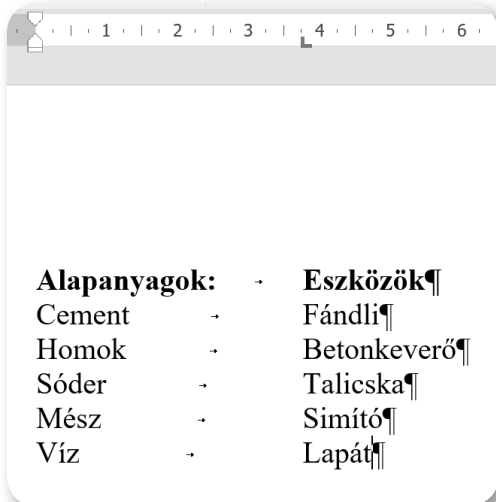 1 2 3 4 5 6
Alapanyagok: → Eszközök¶
Cement → Fándli¶
Homok → Betonkeverő¶
Sóder → Talicska¶
Mész → Simító¶
Víz → Lapát¶